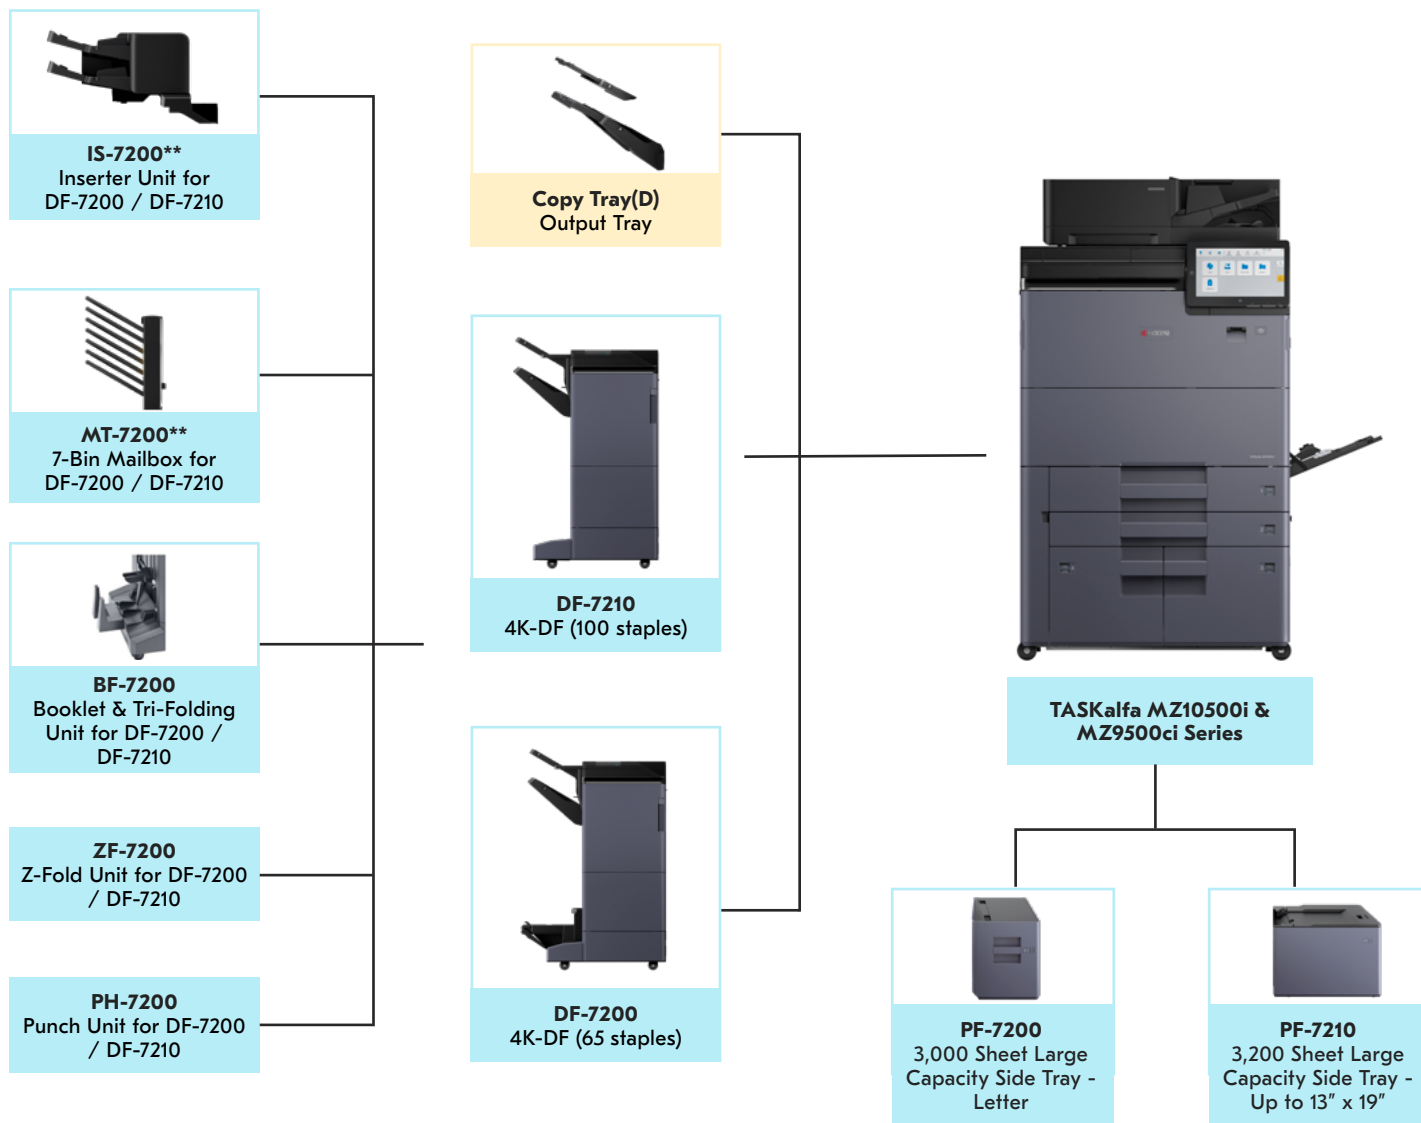 IS-7200**
Inserter Unit for
DF-7200 / DF-7210
MT-7200**
7-Bin Mailbox for
DF-7200 / DF-7210
BF-7200
Booklet & Tri-Folding
Unit for DF-7200 /
DF-7210
ZF-7200
Z-Fold Unit for DF-7200
/ DF-7210
PH-7200
Punch Unit for DF-7200
/ DF-7210
Copy Tray(D)
Output Tray
DF-7210
4K-DF (100 staples)
DF-7200
4K-DF (65 staples)
TASKalfa MZ10500i &
MZ9500ci Series
PF-7200
3,000 Sheet Large
Capacity Side Tray -
Letter
PF-7210
3,200 Sheet Large
Capacity Side Tray -
Up to 13” x 19”